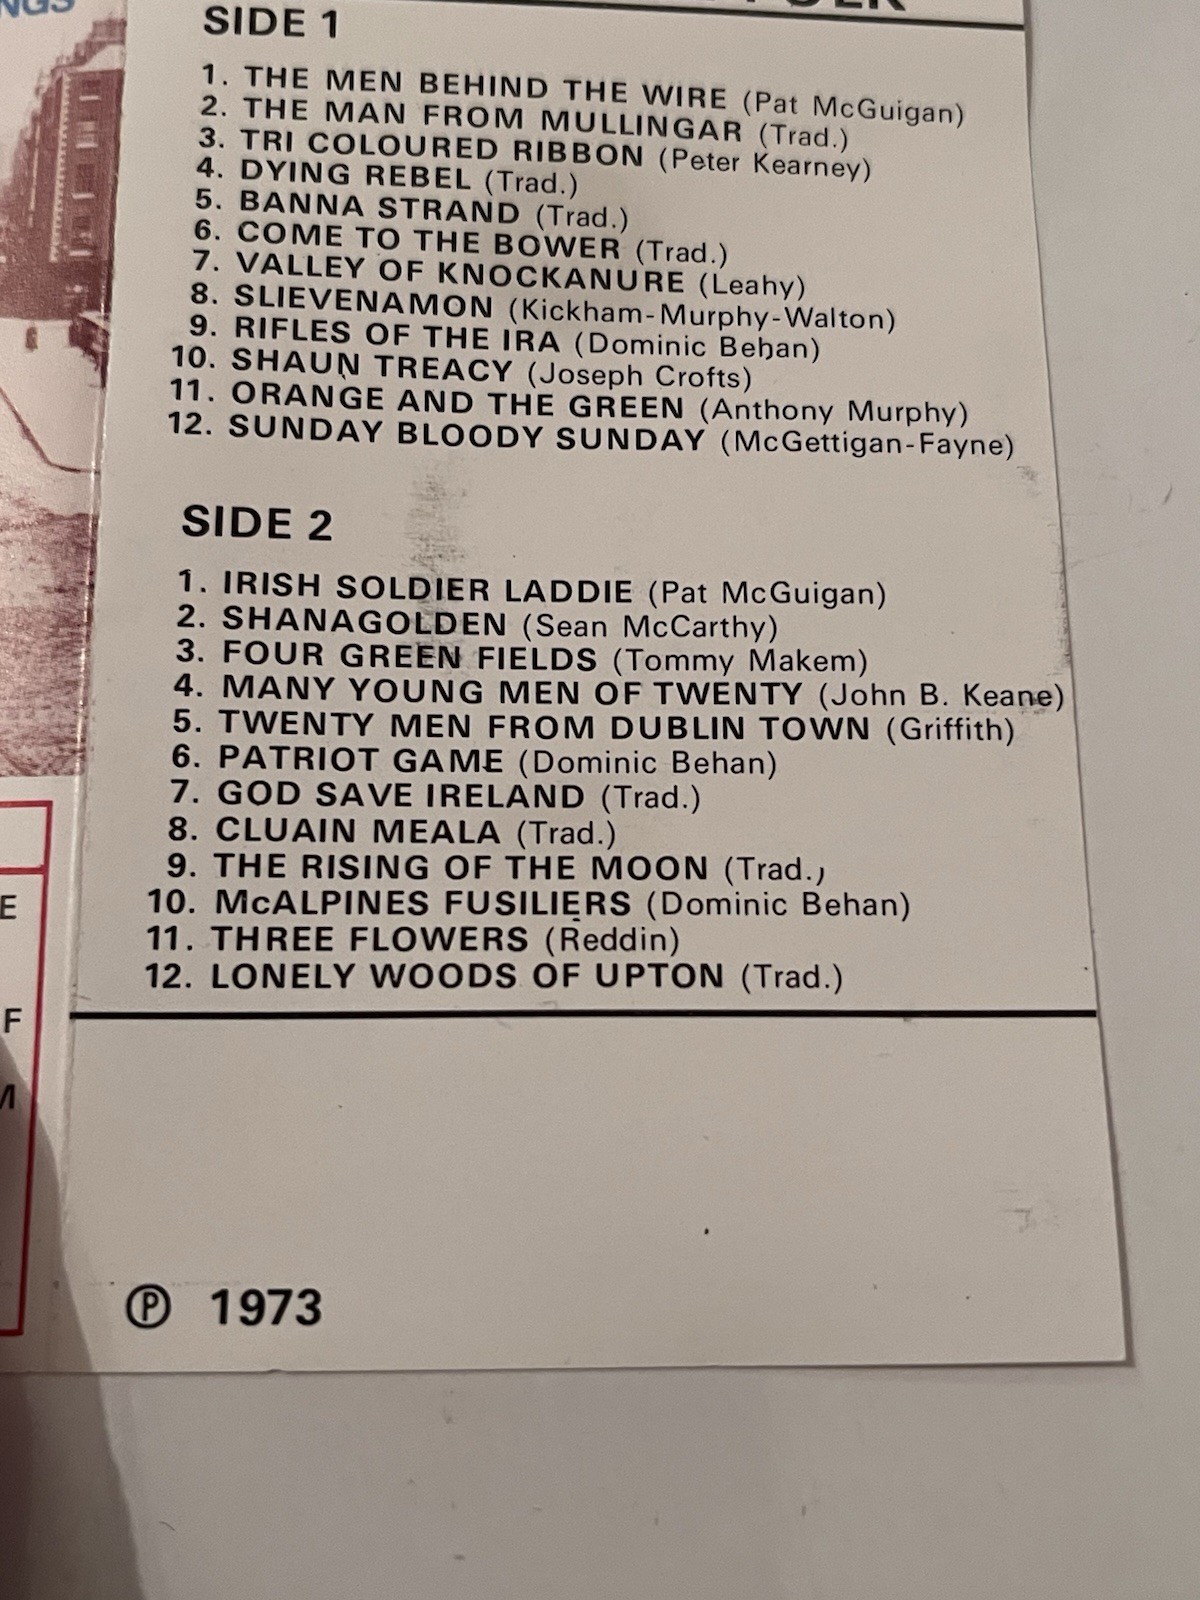 NGS
SIDE 1
1. THE MEN BEHIND THE WIRE (Pat McGuigan)
2. THE MAN FROM MULLINGAR (Trad.)
3. TRI COLOURED RIBBON (Peter Kearney)
4. DYING REBEL (Trad.)
5. BANNA STRAND (Trad.)
6. COME TO THE BOWER (Trad.)
7. VALLEY OF KNOCKANURE (Leahy)
8. SLIEVENAMON (Kickham-Murphy-Walton)
9. RIFLES OF THE IRA (Dominic Behan)
10. SHAUN TREACY (Joseph Crofts)
11. ORANGE AND THE GREEN (Anthony Murphy)
12. SUNDAY BLOODY SUNDAY (McGettigan-Fayne)
SIDE 2
1. IRISH SOLDIER LADDIE (Pat McGuigan)
2. SHANAGOLDEN (Sean McCarthy)
3. FOUR GREEN FIELDS (Tommy Makem)
4. MANY YOUNG MEN OF TWENTY (John B. Keane)
5. TWENTY MEN FROM DUBLIN TOWN (Griffith)
6. PATRIOT GAME (Dominic Behan)
7. GOD SAVE IRELAND (Trad.)
8. CLUAIN MEALA (Trad.)
9. THE RISING OF THE MOON (Trad.)
10. McALPINES FUSILIERS (Dominic Behan)
11. THREE FLOWERS (Reddin)
12. LONELY WOODS OF UPTON (Trad.)
E
F
M
℗ 1973